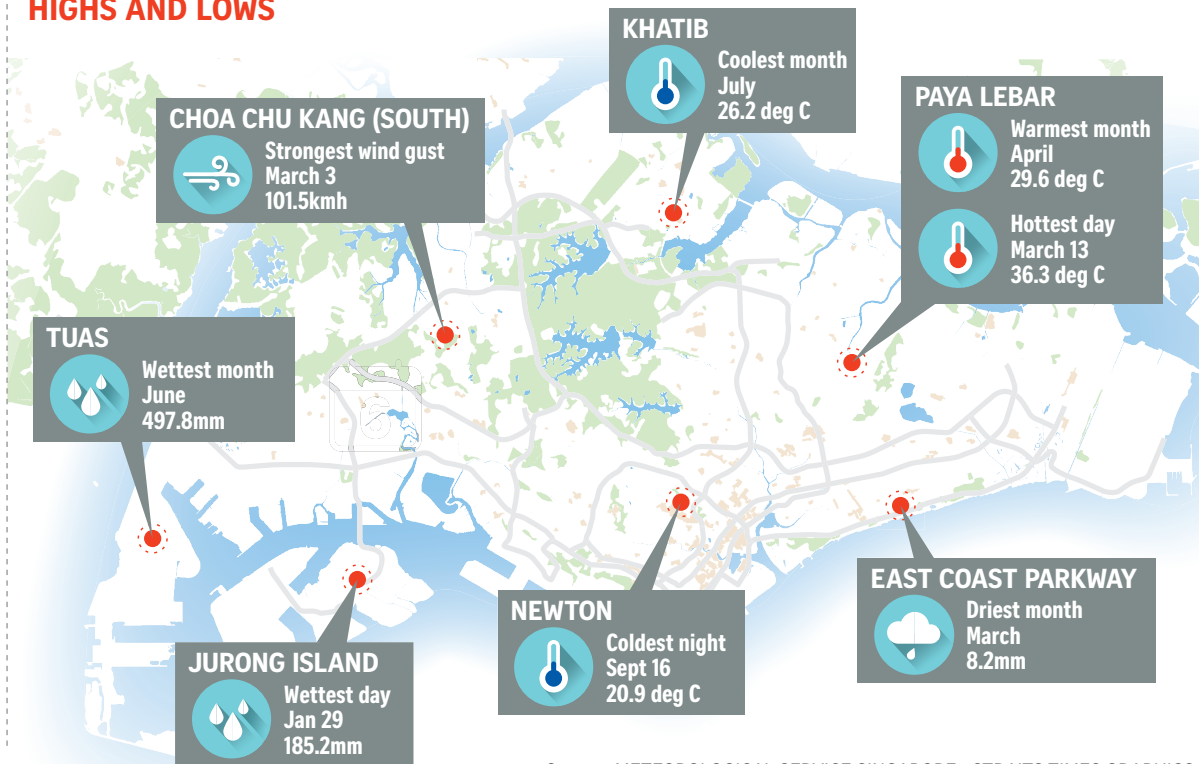 HIGHS AND LOWS
KHATIB
Coolest month
July
26.2 deg C
PAYA LEBAR
Warmest month
April
29.6 deg C
Hottest day
March 13
36.3 deg C
CHOA CHU KANG (SOUTH)
Strongest wind gust
March 3
101.5kmh
TUAS
Wettest month
June
497.8mm
EAST COAST PARKWAY
Driest month
March
8.2mm
NEWTON
Coldest night
Sept 16
20.9 deg C
JURONG ISLAND
Wettest day
Jan 29
185.2mm